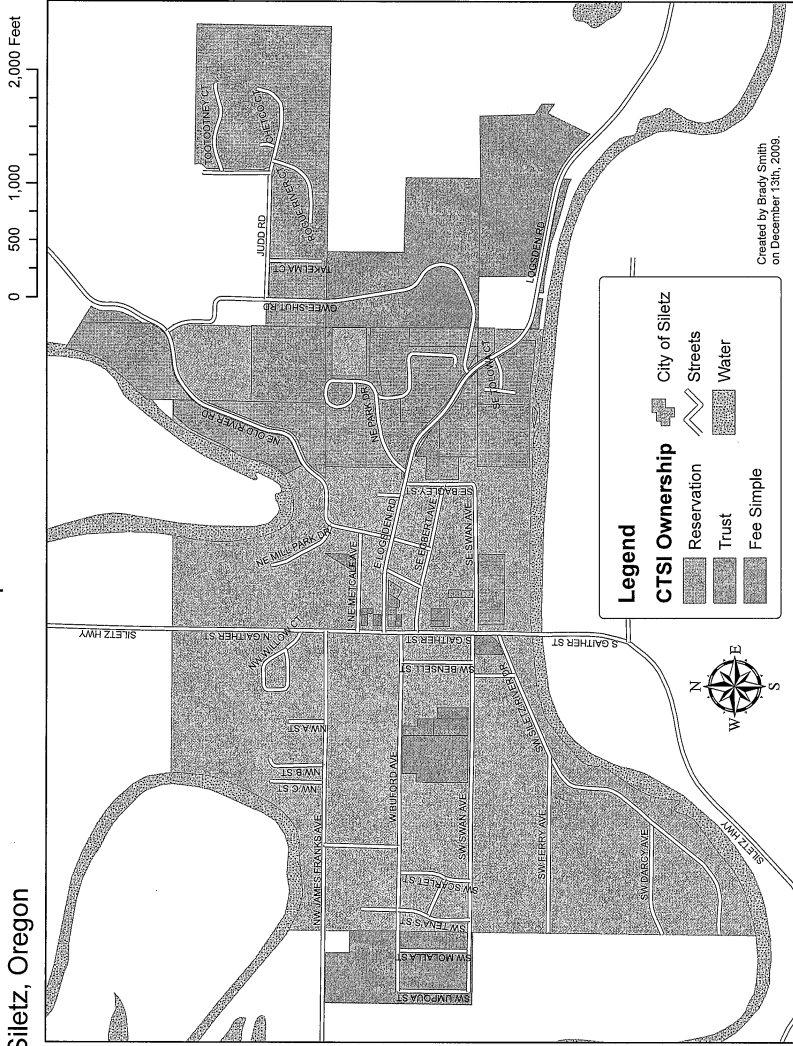 Siletz, Oregon
0 500 1,000 2,000 Feet
TOOTOOTNEY CT
CHETCO CT
ROGUE RIVER CT
JUDD RD
TAKELMA CT
GWEE-SHUT RD
LOGSDEN RD
NE OLD RIVER RD
NE PARK DR
SE TOLOWA CT
SE BAGLEY ST
E LOGSDEN RD
NE MILL PARK DR
NE METCALF AVE
SE SWAN AVE
SILETZ HWY
N GAITHER ST
S GAITHER ST
S GAITHER ST
NW WILLOW CT
SW BENSELL ST
SW SILETZ RIVER DR
NW A ST
NW B ST
NW C ST
W BUFORD AVE
NW JAMES FRANKS AVE
SW SWAN AVE
SW FERRY AVE
SW SCARLET ST
SW TENA'S ST
SW DARCY AVE
SILETZ HWY
SW MOLALLA ST
SW UMPQUA ST
N
E
S
W
Legend
CTSI Ownership
Reservation
Trust
Fee Simple
City of Siletz
Streets
Water
Created by Brady Smith
on December 13th, 2009.